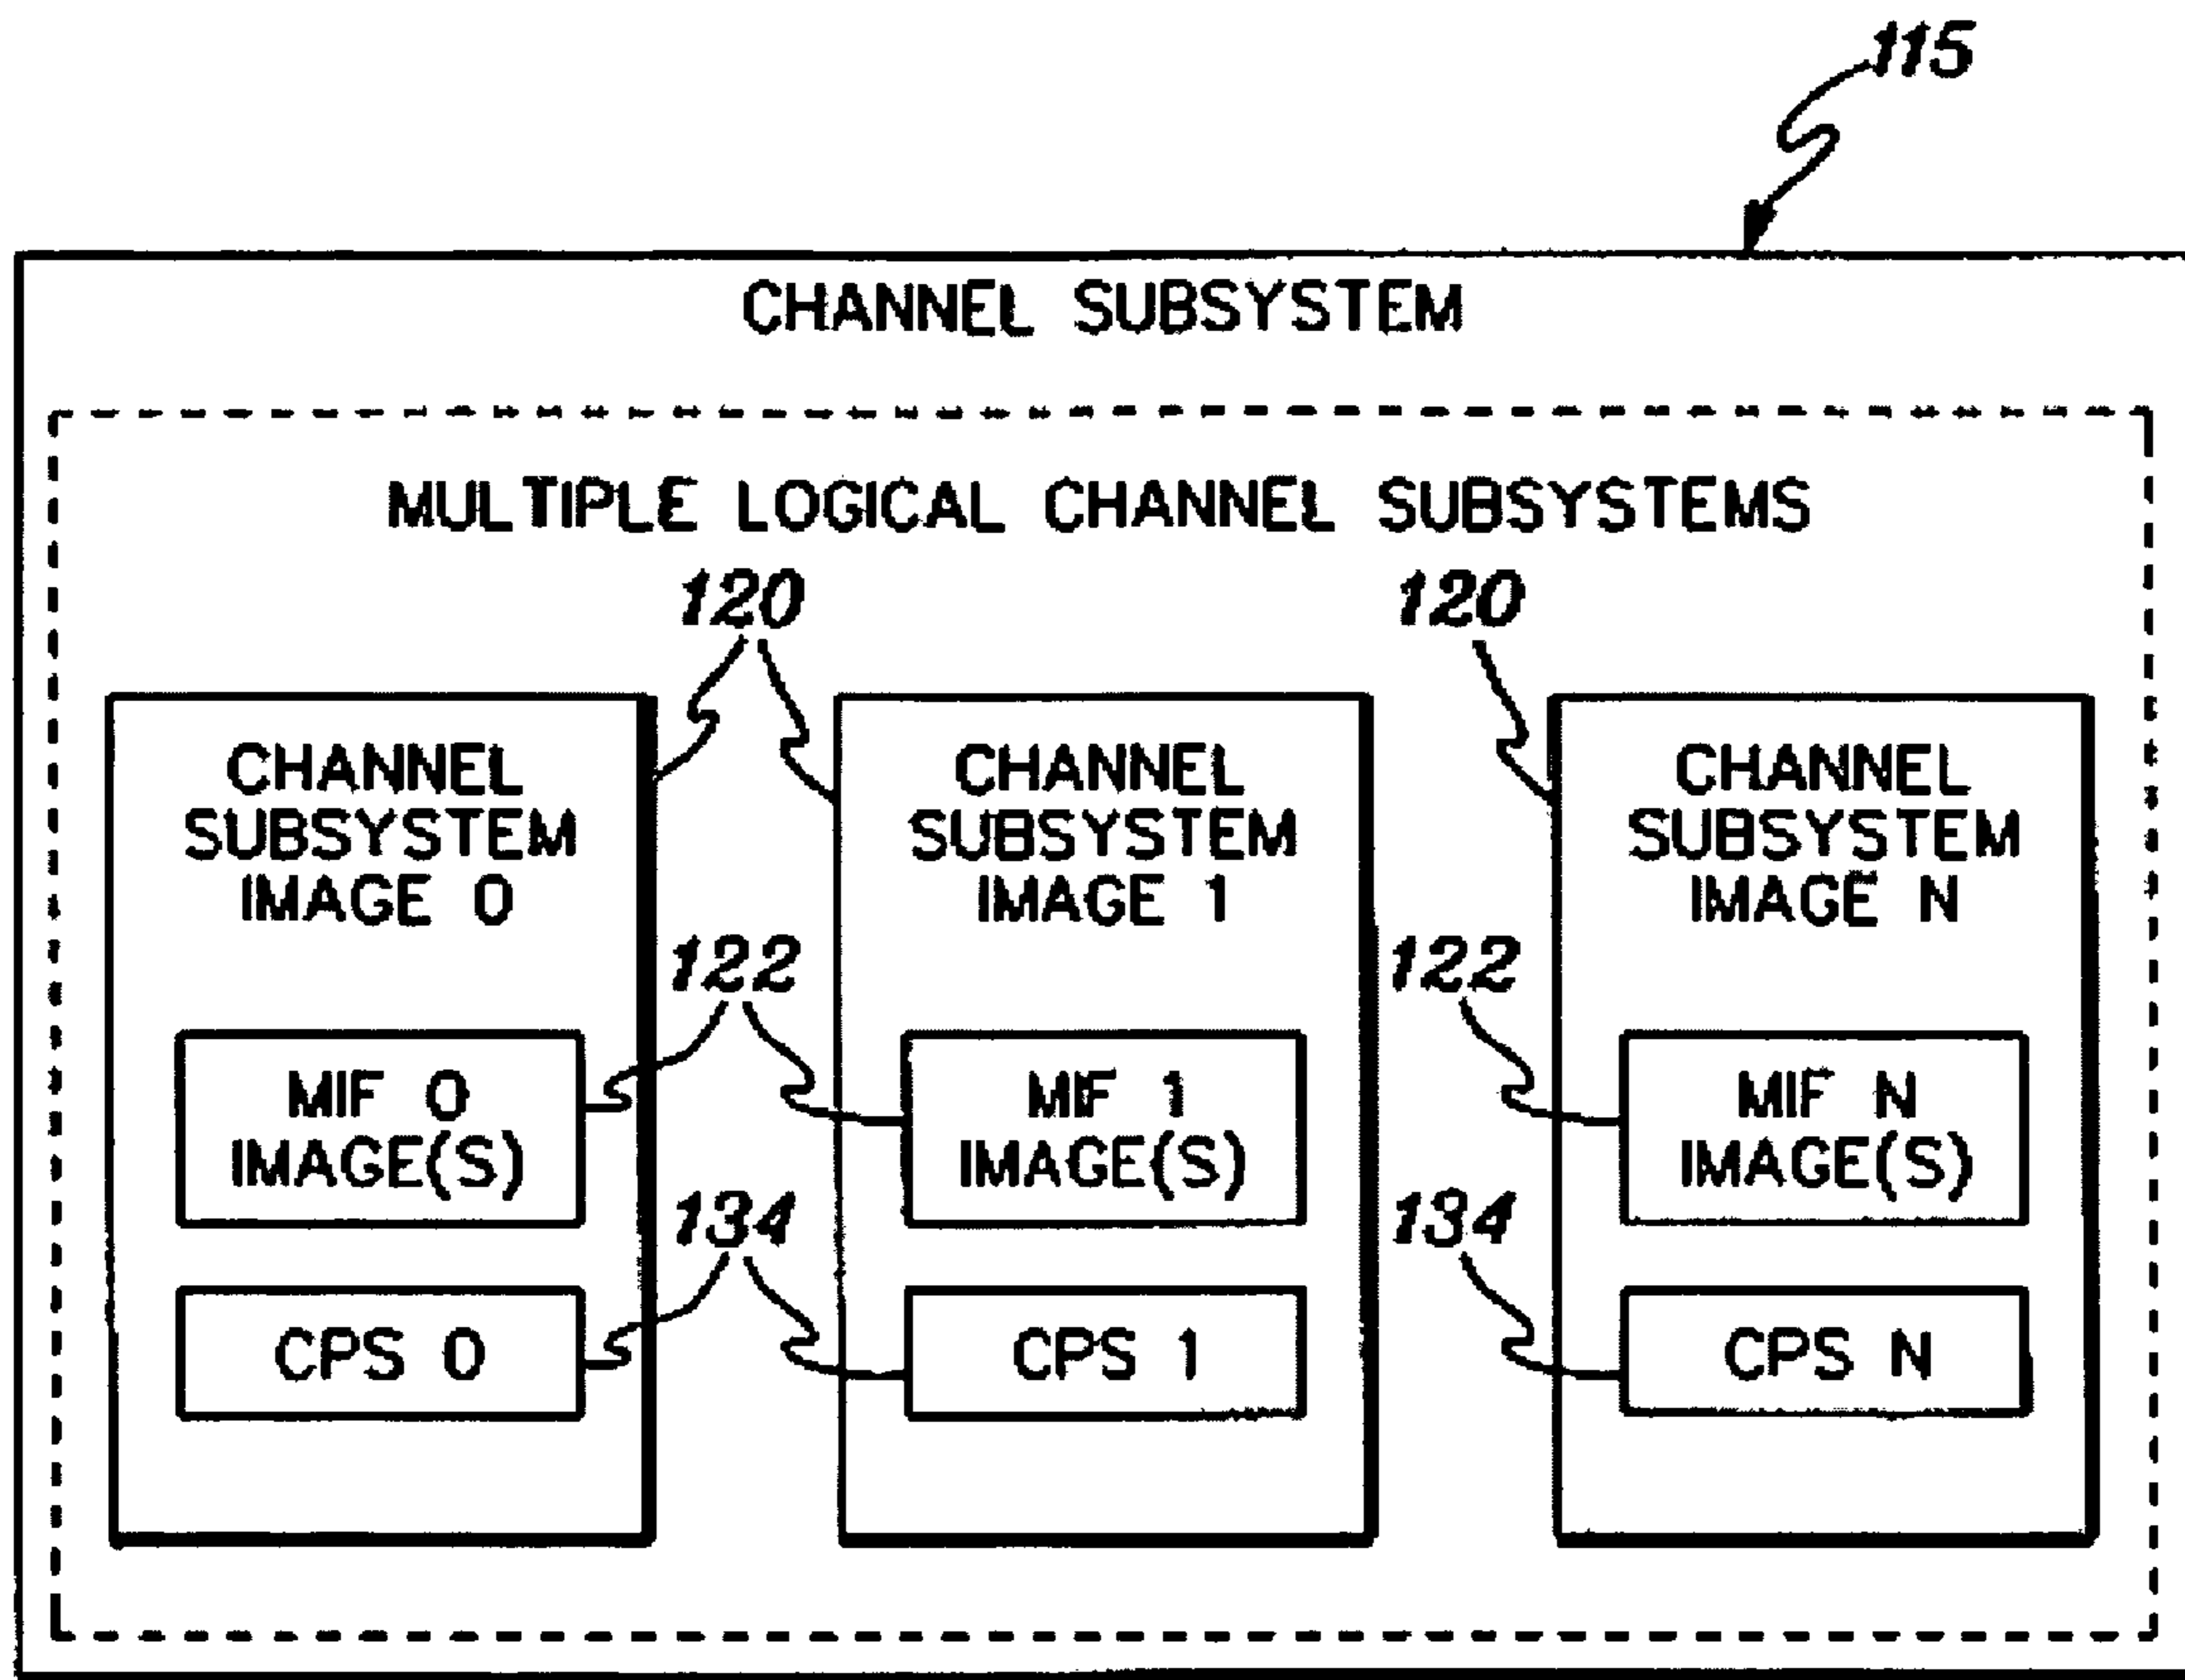 115
CHANNEL SUBSYSTEM
MULTIPLE LOGICAL CHANNEL SUBSYSTEMS
120
120
CHANNEL
SUBSYSTEM
IMAGE 0
CHANNEL
SUBSYSTEM
IMAGE 1
CHANNEL
SUBSYSTEM
IMAGE N
122
122
MIF 0
IMAGE(S)
MIF 1
IMAGE(S)
MIF N
IMAGE(S)
134
134
CPS 0
CPS 1
CPS N